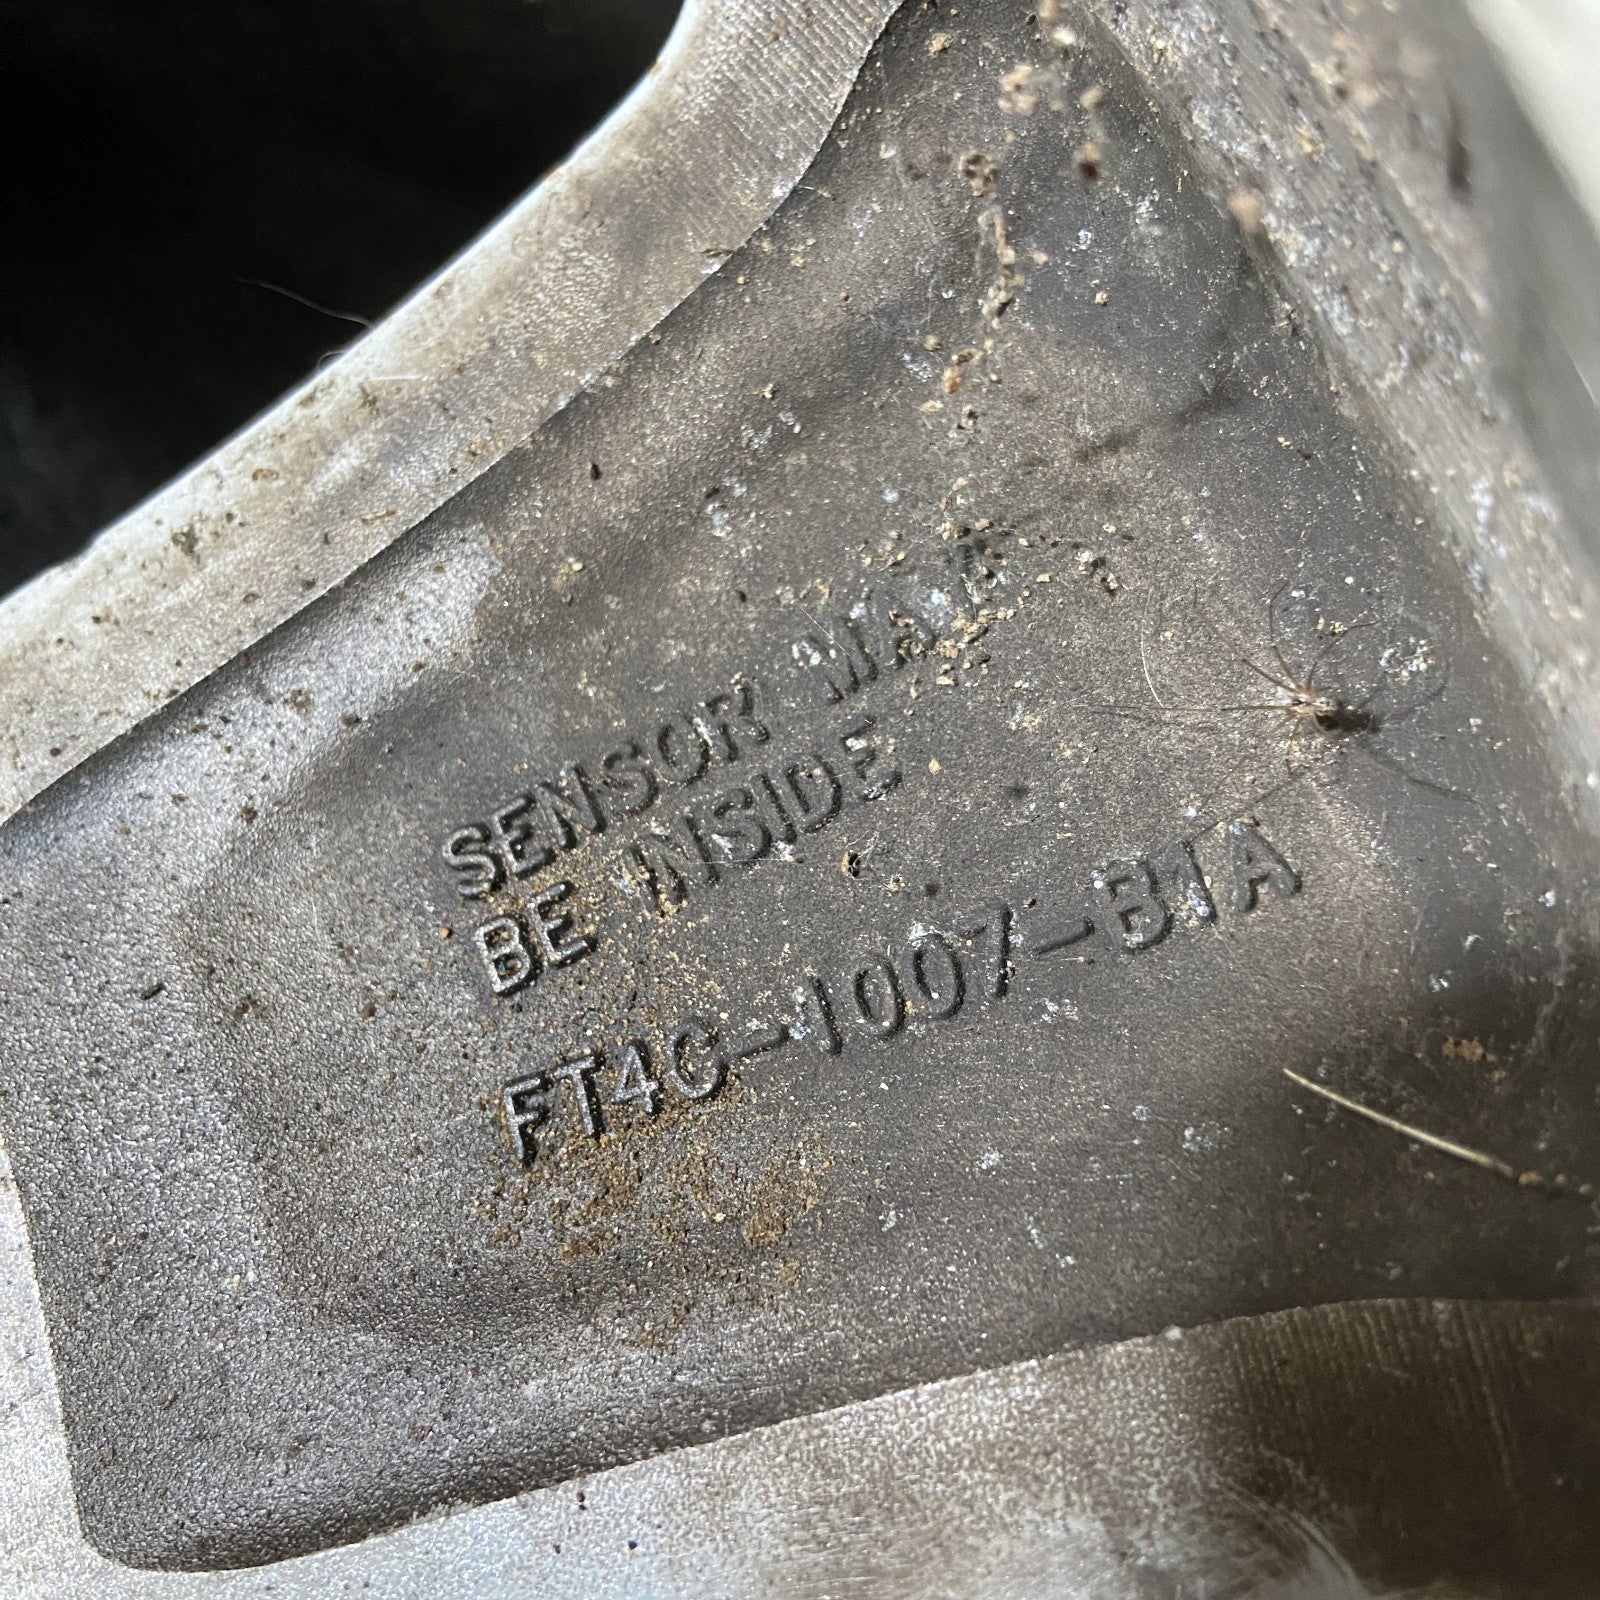 SENSOR MAY
BE INSIDE
FT4C-1007-B1A